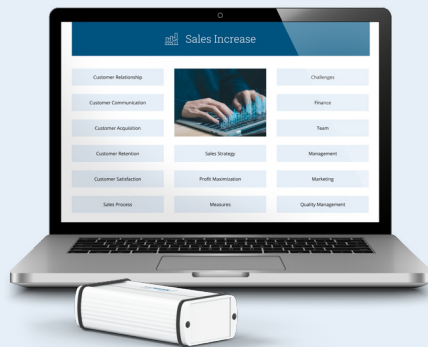 Sales Increase
Customer Relationship
Challenges
Customer Communication
Finance
Customer Acquisition
Team
Customer Retention
Sales Strategy
Management
Customer Satisfaction
Profit Maximization
Marketing
Sales Process
Measures
Quality Management